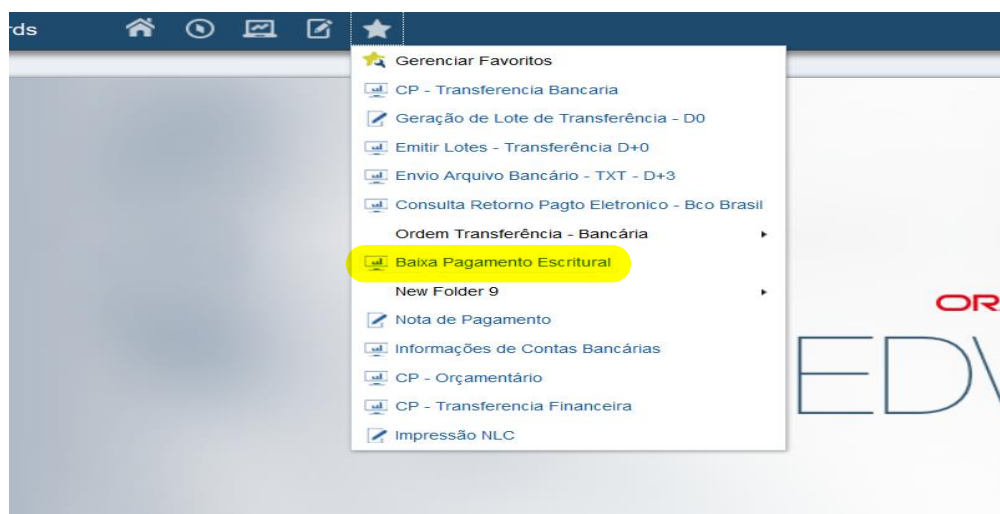 rds
Gerenciar Favoritos
CP - Transferencia Bancaria
Geração de Lote de Transferência - D0
Emitir Lotes - Transferência D+0
Envio Arquivo Bancário - TXT - D+3
Consulta Retorno Pagto Eletronico - Bco Brasil
Ordem Transferência - Bancária
Baixa Pagamento Escritural
New Folder 9
Nota de Pagamento
Informações de Contas Bancárias
CP - Orçamentário
CP - Transferencia Financeira
Impressão NLC
OR
EDW